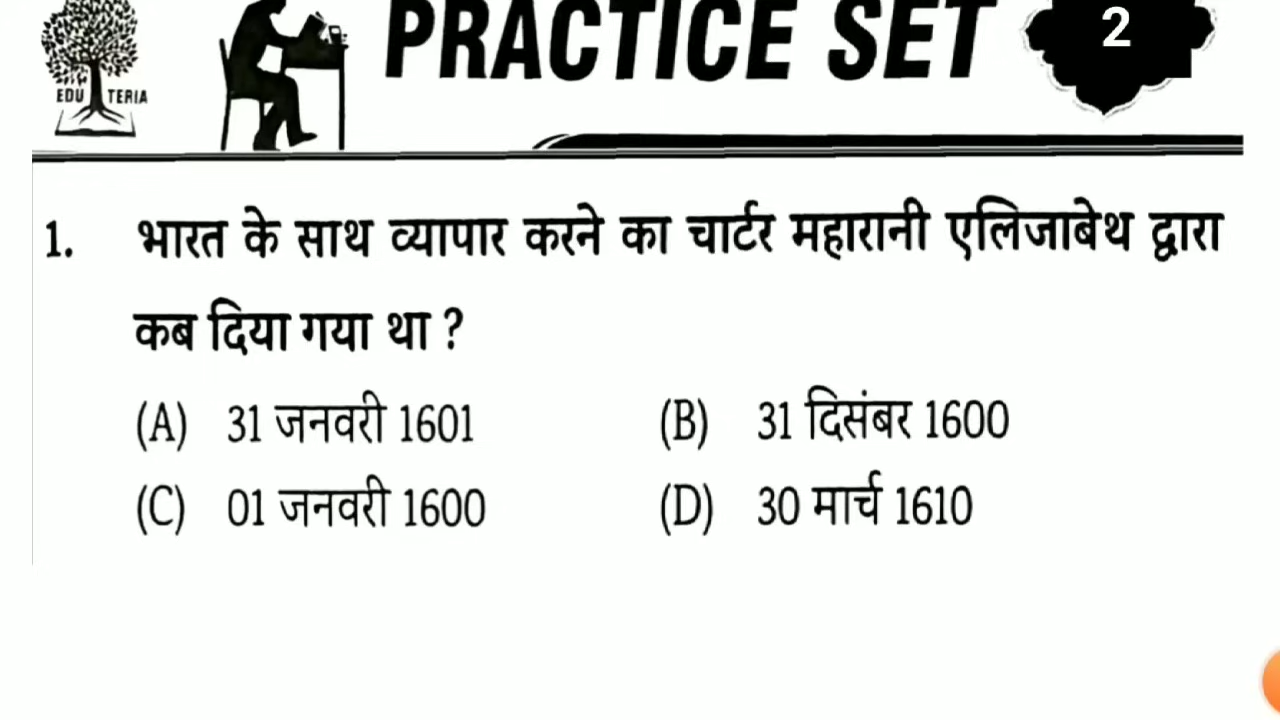 PRACTICE SET
2
EDU TERIA
1. भारत के साथ व्यापार करने का चार्टर महारानी एलिजाबेथ द्वारा
कब दिया गया था ?
(A) 31 जनवरी 1601 (B) 31 दिसंबर 1600
(C) 01 जनवरी 1600 (D) 30 मार्च 1610